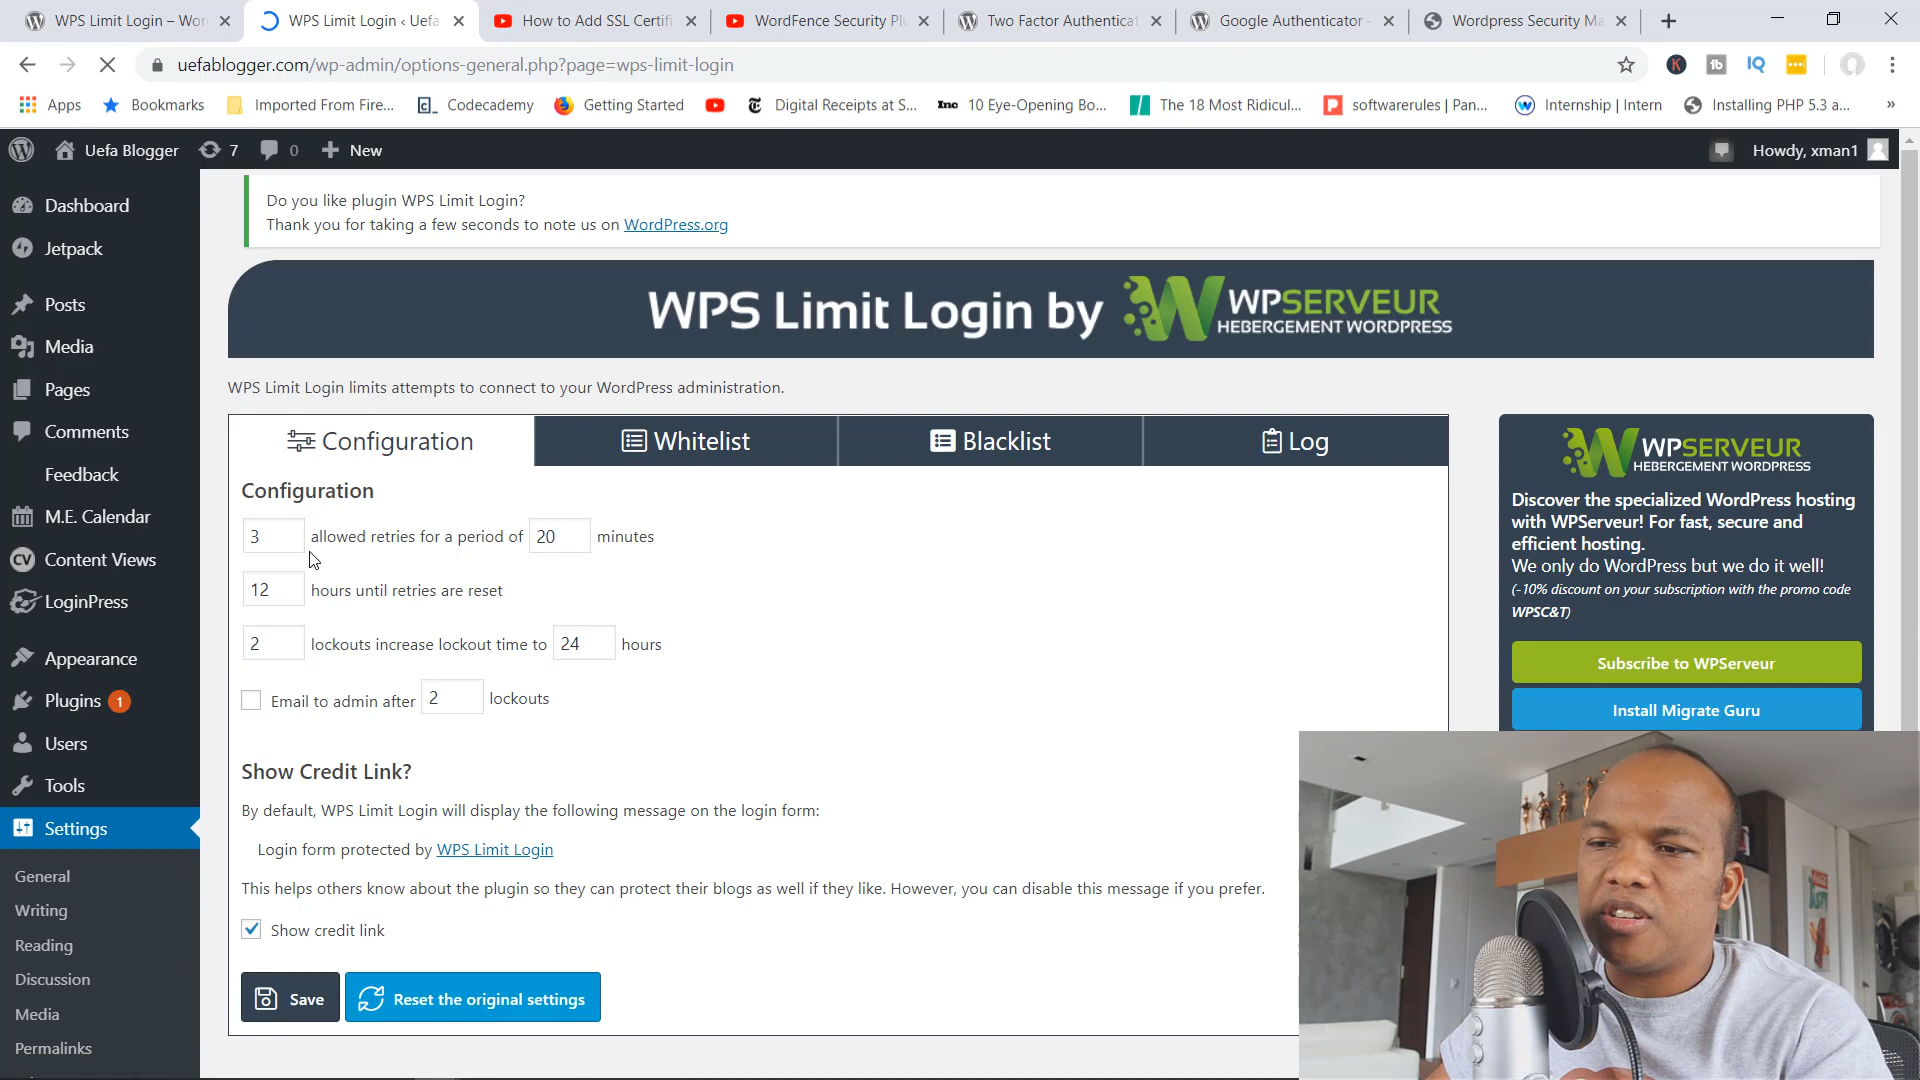 WPS Limit Login – Wor
WPS Limit Login ‹ Uefa
How to Add SSL Certifi
WordFence Security Plu
Two Factor Authenticat
Google Authenticator -
Wordpress Security Ma
uefablogger.com/wp-admin/options-general.php?page=wps-limit-login
K
tb
IQ
Apps
Bookmarks
Imported From Fire...
Codecademy
Getting Started
Digital Receipts at S...
Inc
10 Eye-Opening Bo...
The 18 Most Ridicul...
softwarerules | Pan...
Internship | Intern
Installing PHP 5.3 a...
»
Uefa Blogger
7
0
New
Howdy, xman1
Dashboard
Jetpack
Posts
Media
Pages
Comments
Feedback
M.E. Calendar
CV
Content Views
LoginPress
Appearance
Plugins 1
Users
Tools
Settings
General
Writing
Reading
Discussion
Media
Permalinks
Do you like plugin WPS Limit Login?
Thank you for taking a few seconds to note us on WordPress.org
WPS Limit Login by
WPSERVEUR
HEBERGEMENT WORDPRESS
WPS Limit Login limits attempts to connect to your WordPress administration.
Configuration
Whitelist
Blacklist
Log
Configuration
3 allowed retries for a period of 20 minutes
12 hours until retries are reset
2 lockouts increase lockout time to 24 hours
Email to admin after 2 lockouts
Show Credit Link?
By default, WPS Limit Login will display the following message on the login form:
Login form protected by WPS Limit Login
This helps others know about the plugin so they can protect their blogs as well if they like. However, you can disable this message if you prefer.
Show credit link
Save
Reset the original settings
WPSERVEUR
HEBERGEMENT WORDPRESS
Discover the specialized WordPress hosting
with WPServeur! For fast, secure and
efficient hosting.
We only do WordPress but we do it well!
(-10% discount on your subscription with the promo code
WPSC&T)
Subscribe to WPServeur
Install Migrate Guru